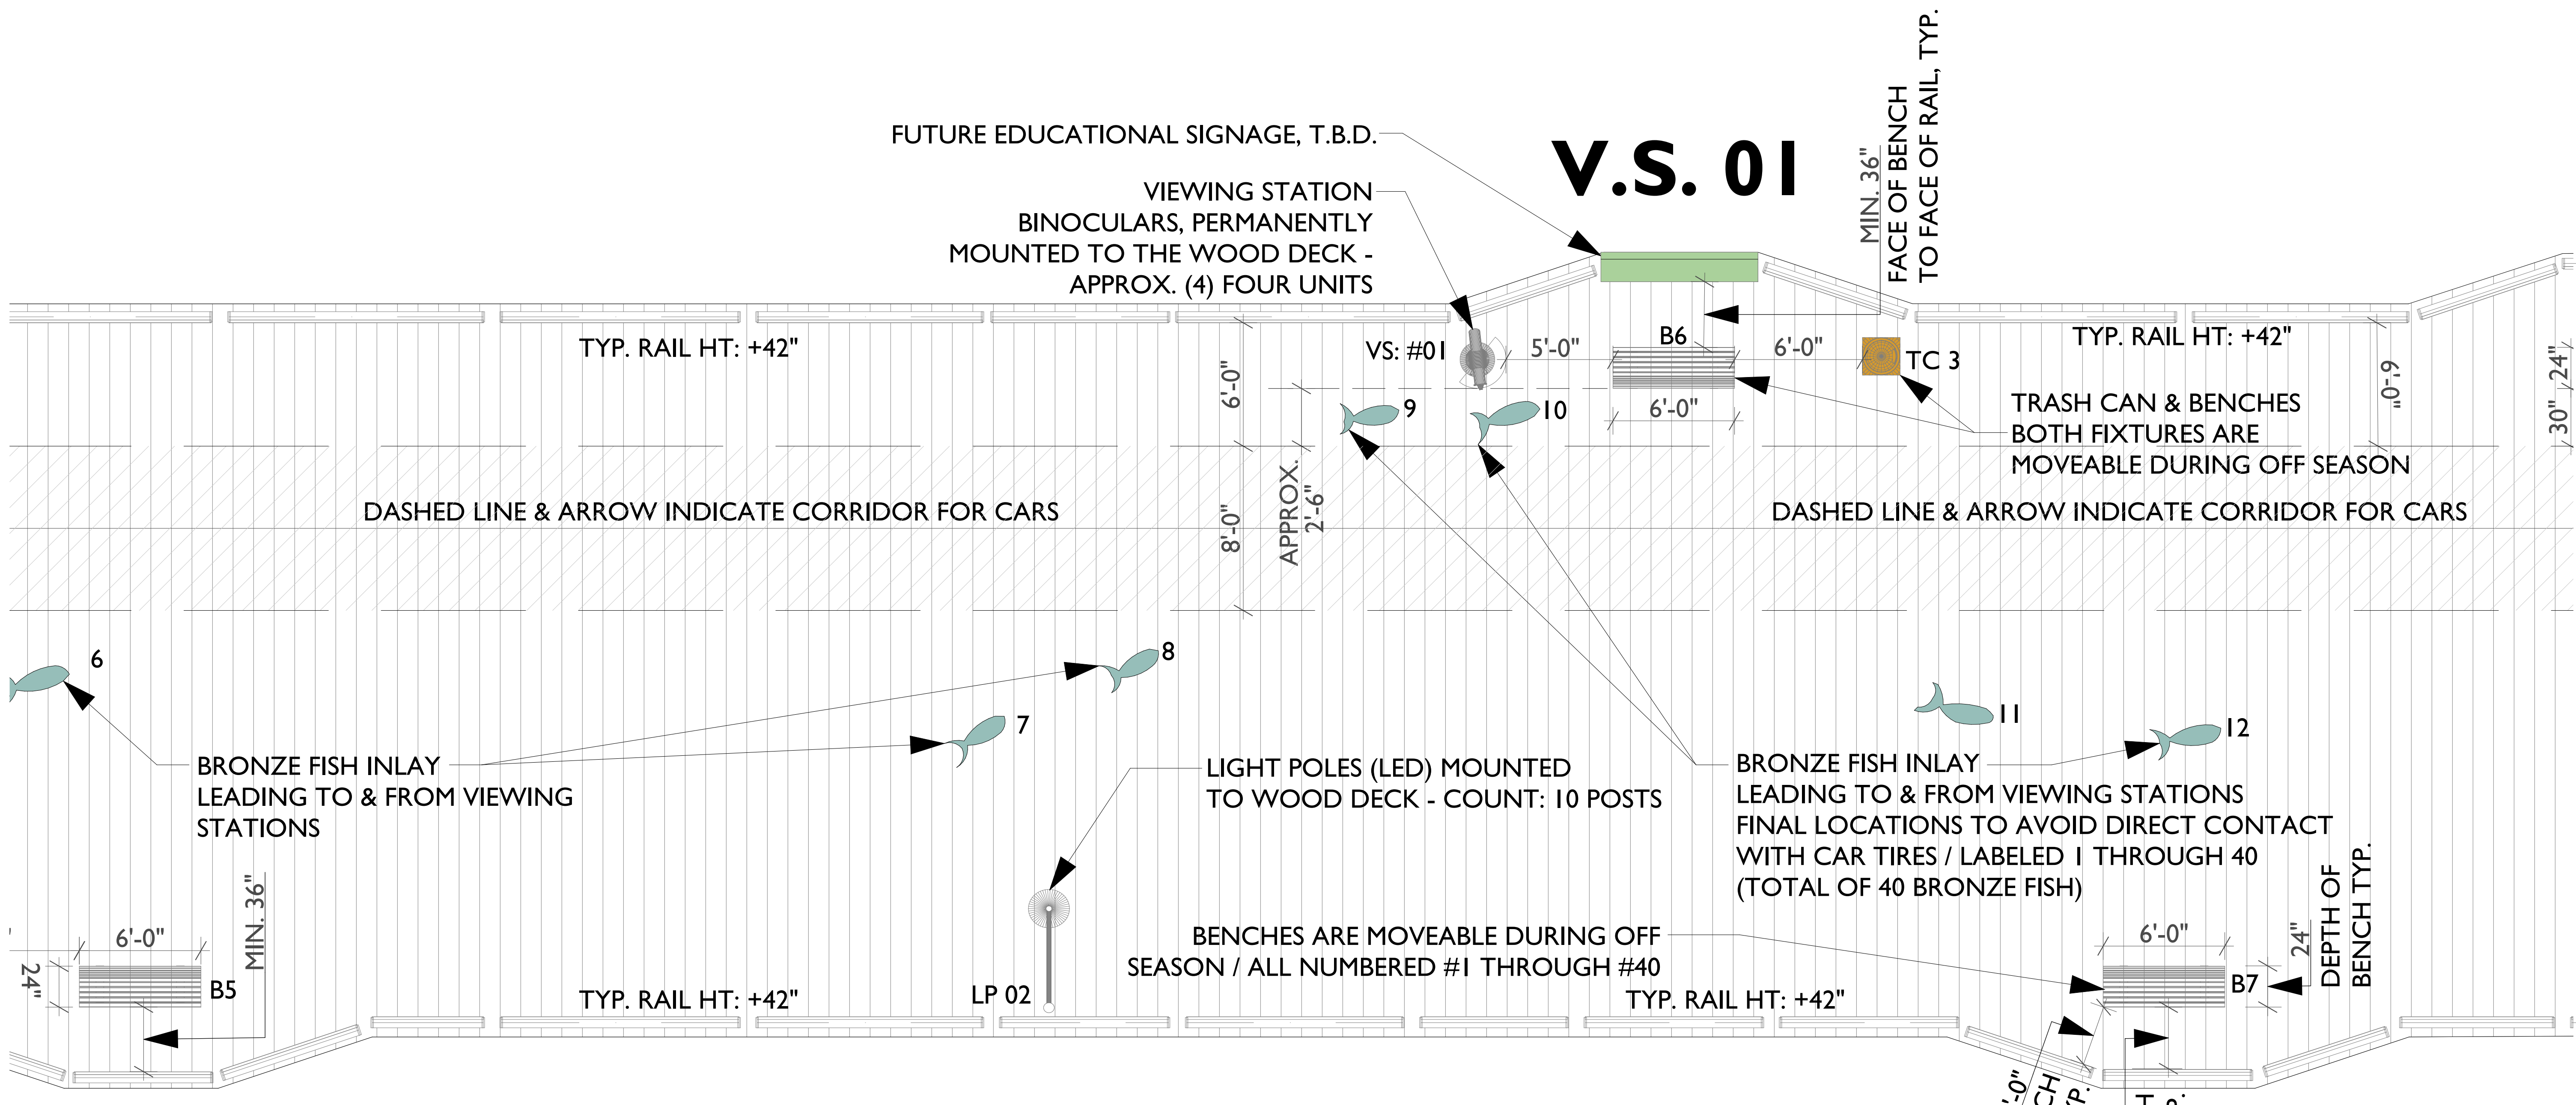 FUTURE EDUCATIONAL SIGNAGE, T.B.D.
V.S. 01
MIN. 36"
FACE OF BENCH
TO FACE OF RAIL, TYP.
VIEWING STATION
BINOCULARS, PERMANENTLY
MOUNTED TO THE WOOD DECK -
APPROX. (4) FOUR UNITS
TYP. RAIL HT: +42"
VS: #01
5'-0"
B6
6'-0"
TC 3
TYP. RAIL HT: +42"
6'-0"
6'-0"
24"
30"
9
10
6'-0"
TRASH CAN & BENCHES
BOTH FIXTURES ARE
MOVEABLE DURING OFF SEASON
DASHED LINE & ARROW INDICATE CORRIDOR FOR CARS
8'-0"
APPROX.
2'-6"
DASHED LINE & ARROW INDICATE CORRIDOR FOR CARS
6
8
7
11
12
BRONZE FISH INLAY
LEADING TO & FROM VIEWING
STATIONS
LIGHT POLES (LED) MOUNTED
TO WOOD DECK - COUNT: 10 POSTS
BRONZE FISH INLAY
LEADING TO & FROM VIEWING STATIONS
FINAL LOCATIONS TO AVOID DIRECT CONTACT
WITH CAR TIRES / LABELED 1 THROUGH 40
(TOTAL OF 40 BRONZE FISH)
6'-0"
24"
B5
MIN. 36"
TYP. RAIL HT: +42"
LP 02
BENCHES ARE MOVEABLE DURING OFF
SEASON / ALL NUMBERED #1 THROUGH #40
TYP. RAIL HT: +42"
6'-0"
B7
24"
DEPTH OF
BENCH TYP.